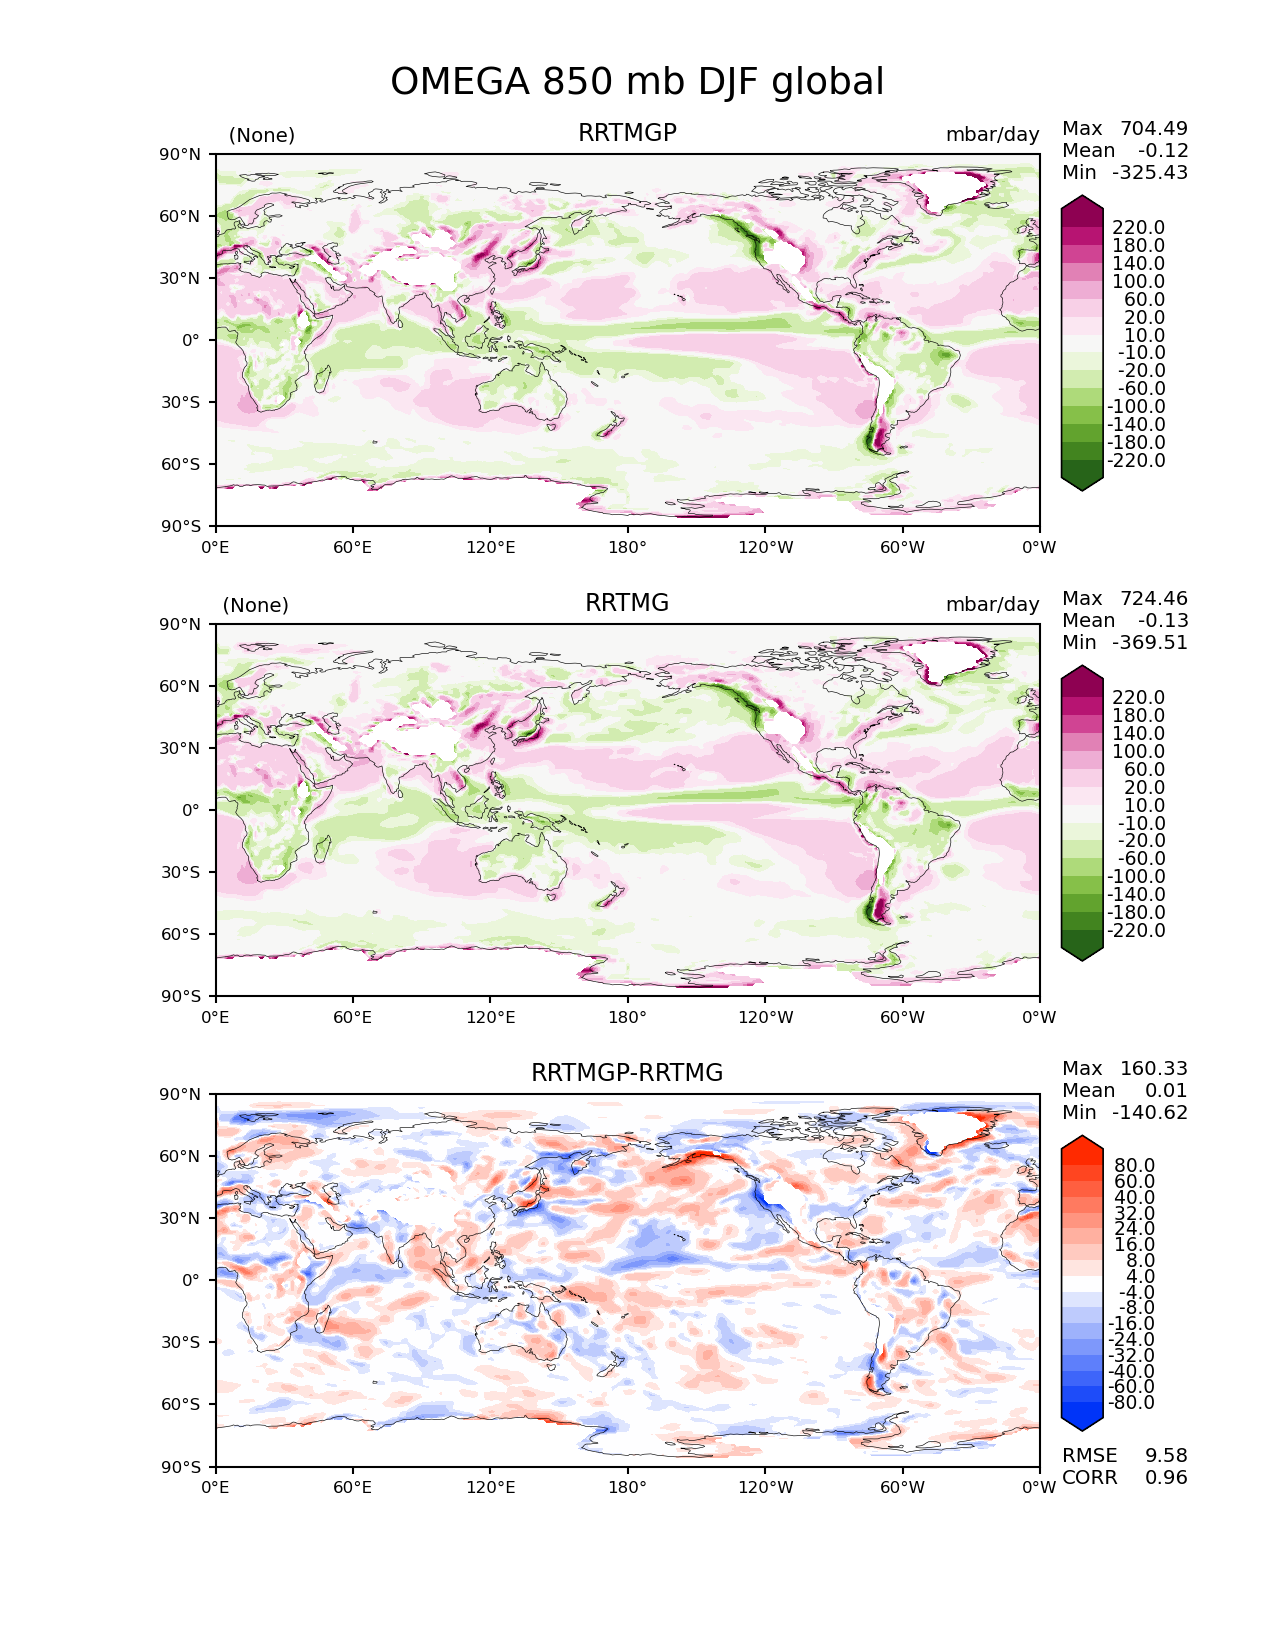 OMEGA 850 mb DJF global
(None) RRTMGP mbar/day
Max 704.49
Mean -0.12
Min -325.43
90°N
60°N
30°N
0°
30°S
60°S
90°S
0°E 60°E 120°E 180° 120°W 60°W 0°W
220.0
180.0
140.0
100.0
60.0
20.0
10.0
-10.0
-20.0
-60.0
-100.0
-140.0
-180.0
-220.0
(None) RRTMG mbar/day
Max 724.46
Mean -0.13
Min -369.51
90°N
60°N
30°N
0°
30°S
60°S
90°S
0°E 60°E 120°E 180° 120°W 60°W 0°W
220.0
180.0
140.0
100.0
60.0
20.0
10.0
-10.0
-20.0
-60.0
-100.0
-140.0
-180.0
-220.0
RRTMGP-RRTMG
Max 160.33
Mean 0.01
Min -140.62
90°N
60°N
30°N
0°
30°S
60°S
90°S
0°E 60°E 120°E 180° 120°W 60°W 0°W
80.0
60.0
40.0
32.0
24.0
16.0
8.0
4.0
-4.0
-8.0
-16.0
-24.0
-32.0
-40.0
-60.0
-80.0
RMSE 9.58
CORR 0.96